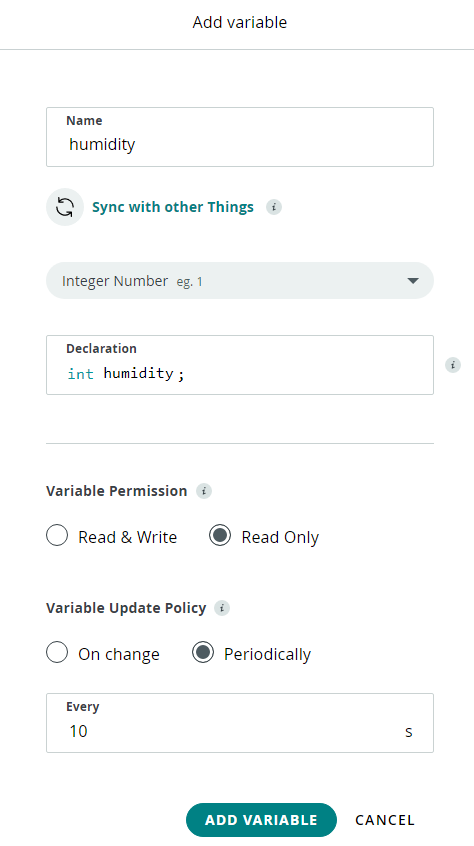 Add variable
Name
humidity
Sync with other Things i
Integer Number eg. 1
Declaration
int humidity;
i
Variable Permission i
Read & Write Read Only
Variable Update Policy i
On change Periodically
Every
10 s
ADD VARIABLE CANCEL